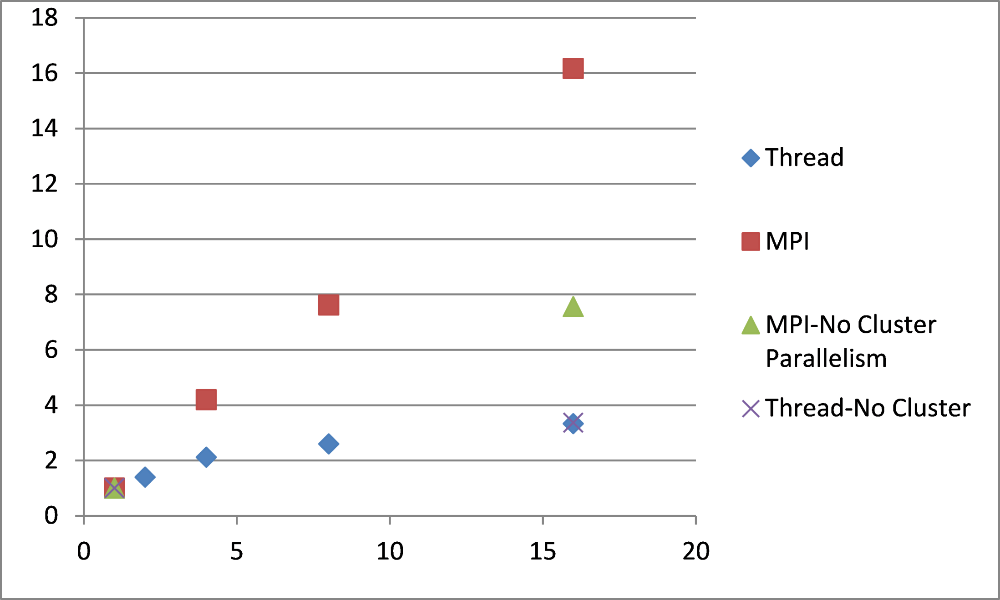 18
16
14
12
10
8
6
4
2
0
0 5 10 15 20
Thread
MPI
MPI-No Cluster
Parallelism
Thread-No Cluster